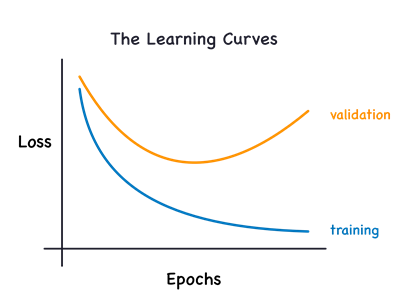 The Learning Curves
validation
Loss
training
Epochs